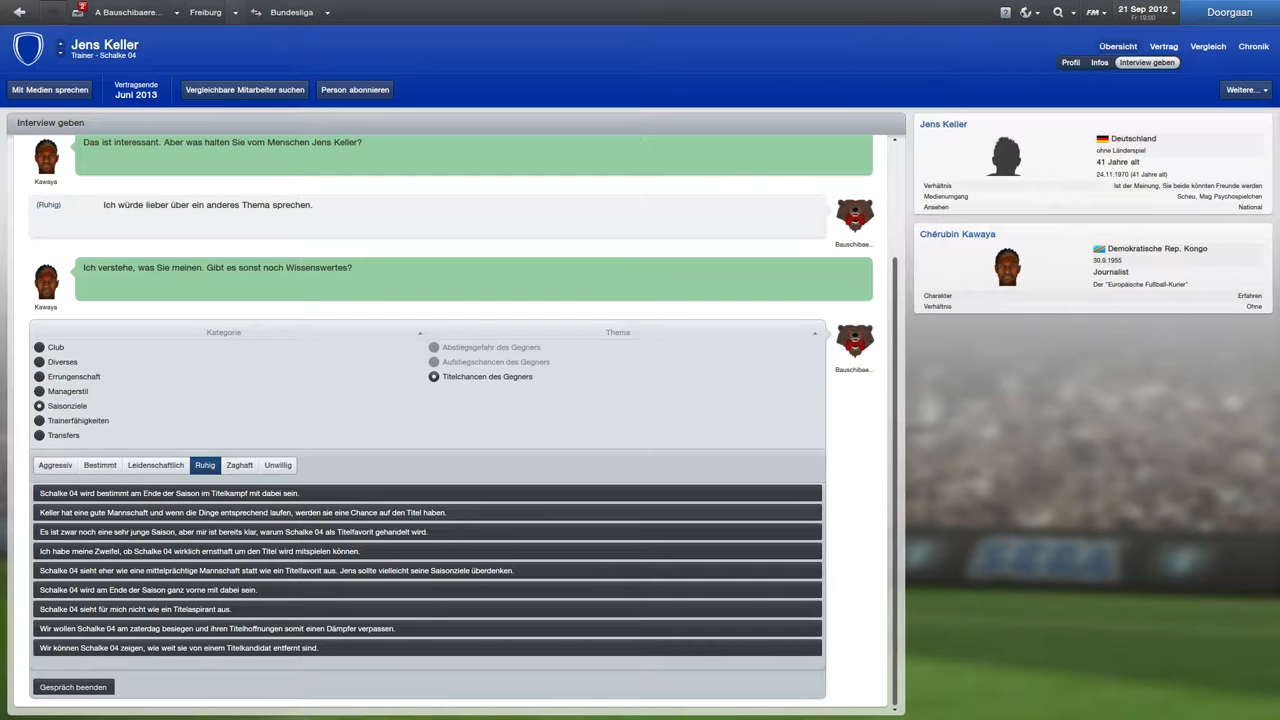 2
A Bauschibaere...
Freiburg
Bundesliga
?
FM
21 Sep 2012
Fr 19:00
Doorgaan
Jens Keller
Trainer - Schalke 04
Übersicht
Vertrag
Vergleich
Chronik
Profil
Infos
Interview geben
Mit Medien sprechen
Vertragsende
Juni 2013
Vergleichbare Mitarbeiter suchen
Person abonnieren
Weitere...
Interview geben
Das ist interessant. Aber was halten Sie vom Menschen Jens Keller?
Kawaya
(Ruhig)
Ich würde lieber über ein anderes Thema sprechen.
Bauschibae...
Ich verstehe, was Sie meinen. Gibt es sonst noch Wissenswertes?
Kawaya
Kategorie
Thema
Club
Diverses
Errungenschaft
Managerstil
Saisonziele
Trainerfähigkeiten
Transfers
Abstiegsgefahr des Gegners
Aufstiegschancen des Gegners
Titelchancen des Gegners
Bauschibae...
Aggressiv
Bestimmt
Leidenschaftlich
Ruhig
Zaghaft
Unwillig
Schalke 04 wird bestimmt am Ende der Saison im Titelkampf mit dabei sein.
Keller hat eine gute Mannschaft und wenn die Dinge entsprechend laufen, werden sie eine Chance auf den Titel haben.
Es ist zwar noch eine sehr junge Saison, aber mir ist bereits klar, warum Schalke 04 als Titelfavorit gehandelt wird.
Ich habe meine Zweifel, ob Schalke 04 wirklich ernsthaft um den Titel wird mitspielen können.
Schalke 04 sieht eher wie eine mittelprächtige Mannschaft statt wie ein Titelfavorit aus. Jens sollte vielleicht seine Saisonziele überdenken.
Schalke 04 wird am Ende der Saison ganz vorne mit dabei sein.
Schalke 04 sieht für mich nicht wie ein Titelaspirant aus.
Wir wollen Schalke 04 am zaterdag besiegen und ihren Titelhoffnungen somit einen Dämpfer verpassen.
Wir können Schalke 04 zeigen, wie weit sie von einem Titelkandidat entfernt sind.
Gespräch beenden
Jens Keller
Deutschland
ohne Länderspiel
41 Jahre alt
24.11.1970 (41 Jahre alt)
Verhältnis
Ist der Meinung, Sie beide könnten Freunde werden
Medienumgang
Scheu, Mag Psychospielchen
Ansehen
National
Chérubin Kawaya
Demokratische Rep. Kongo
30.9.1955
Journalist
Der "Europäische Fußball-Kurier"
Charakter
Erfahren
Verhältnis
Ohne
SEGA